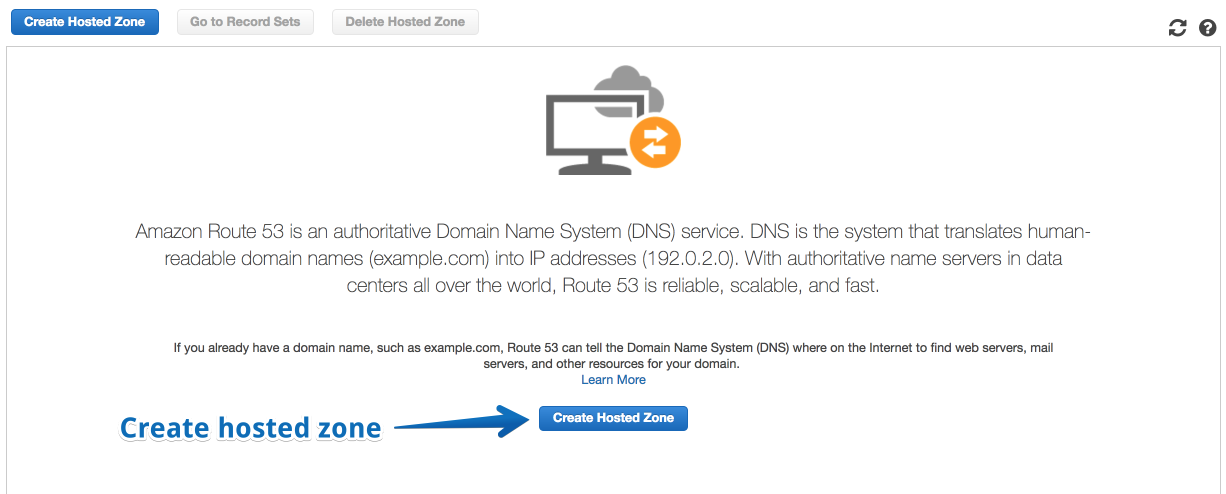 Create Hosted Zone
Go to Record Sets
Delete Hosted Zone
Amazon Route 53 is an authoritative Domain Name System (DNS) service. DNS is the system that translates human-
readable domain names (example.com) into IP addresses (192.0.2.0). With authoritative name servers in data
centers all over the world, Route 53 is reliable, scalable, and fast.
If you already have a domain name, such as example.com, Route 53 can tell the Domain Name System (DNS) where on the Internet to find web servers, mail
servers, and other resources for your domain.
Learn More
Create hosted zone
Create Hosted Zone